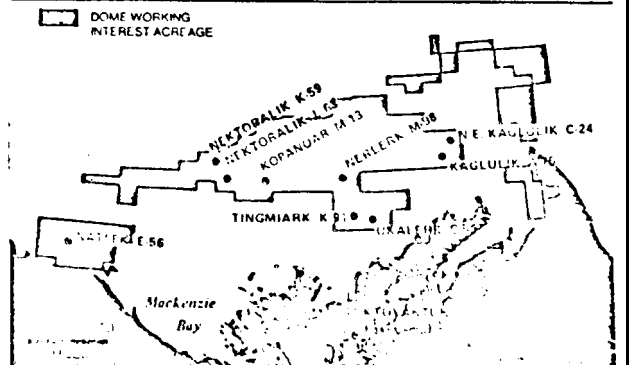 DOME WORKING
INTEREST ACREAGE
NEKTORALIK K-59
NEKTORALIK
KOPANOAR M-13
NERLERK M-98
N.E. KAGLULIK C-24
KAGLULIK
TINGMIARK K-91
UKALERK
NATSEK E-56
Mackenzie
Bay